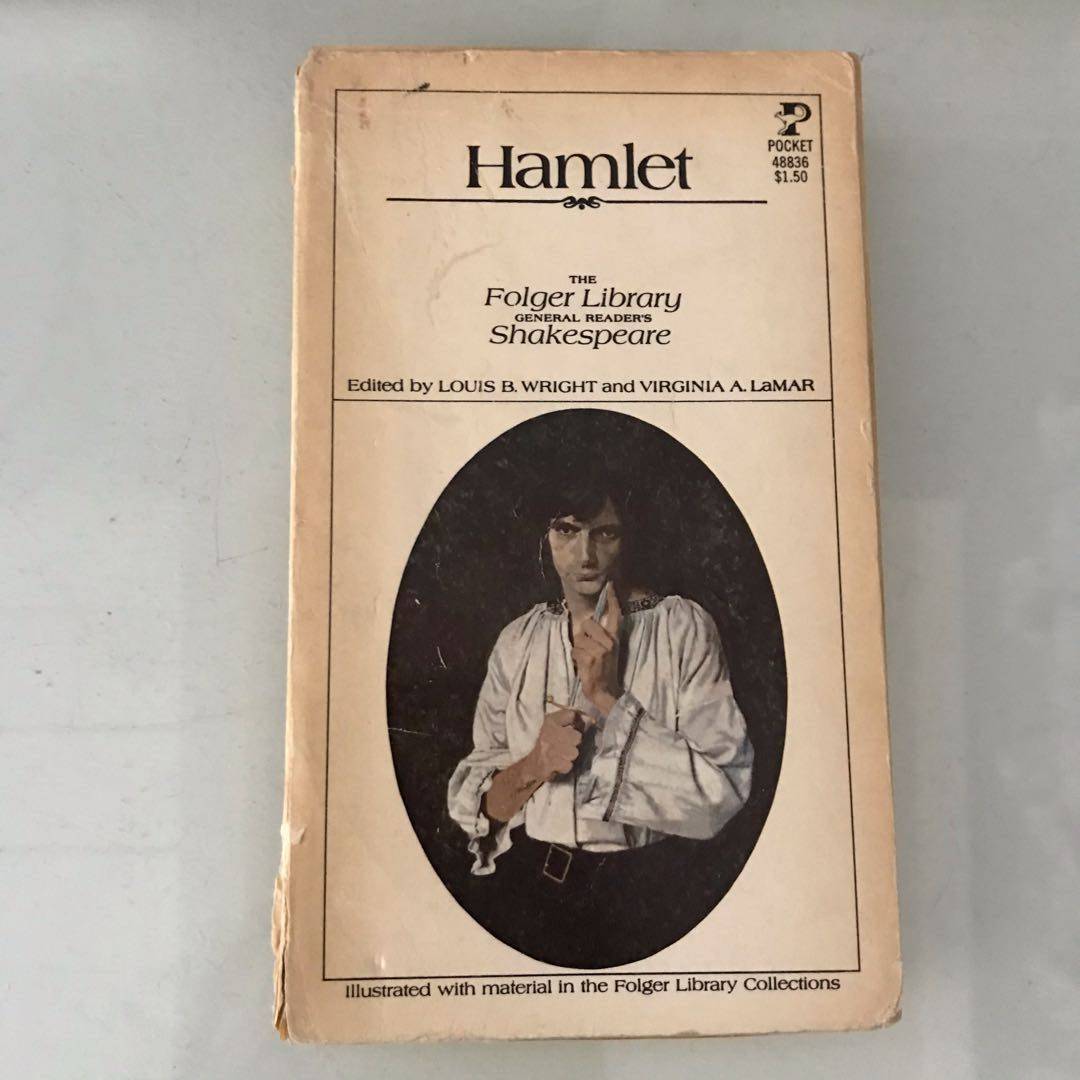 Hamlet
POCKET
48836
$1.50
THE
Folger Library
GENERAL READER'S
Shakespeare
Edited by LOUIS B. WRIGHT and VIRGINIA A. LaMAR
Illustrated with material in the Folger Library Collections